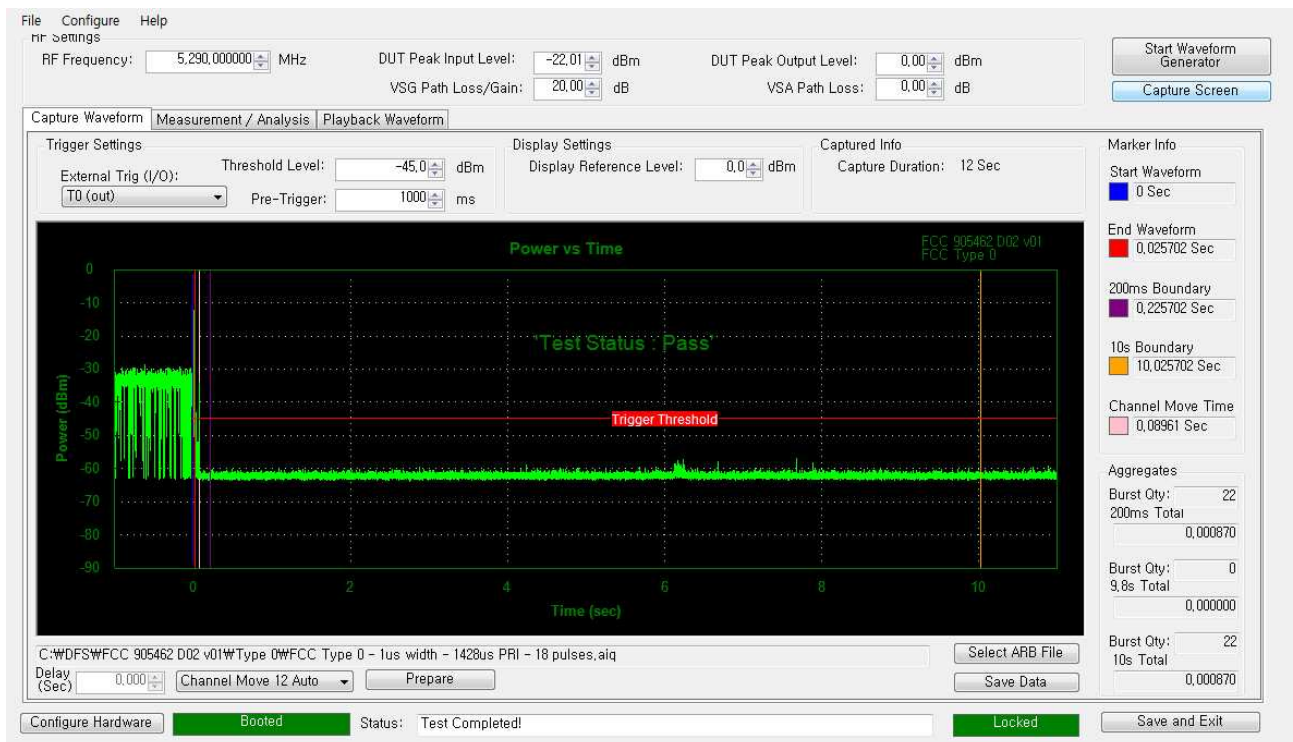 File Configure Help
RF Settings
RF Frequency: 5,290,000000 MHz DUT Peak Input Level: -22,01 dBm DUT Peak Output Level: 0,00 dBm
VSG Path Loss/Gain: 20,00 dB VSA Path Loss: 0,00 dB
Start Waveform
Generator
Capture Screen
Capture Waveform Measurement / Analysis Playback Waveform
Trigger Settings
External Trig (I/O):
T0 (out)
Threshold Level: -45,0 dBm
Pre-Trigger: 1000 ms
Display Settings
Display Reference Level: 0,0 dBm
Captured Info
Capture Duration: 12 Sec
Power vs Time
FCC 905462 D02 v01
FCC Type 0
'Test Status : Pass'
Trigger Threshold
Power (dBm)
0
-10
-20
-30
-40
-50
-60
-70
-80
-90
0 2 4 6 8 10
Time (sec)
Marker Info
Start Waveform
0 Sec
End Waveform
0,025702 Sec
200ms Boundary
0,225702 Sec
10s Boundary
10,025702 Sec
Channel Move Time
0,08961 Sec
Aggregates
Burst Qty: 22
200ms Total
0,000870
Burst Qty: 0
9,8s Total
0,000000
Burst Qty: 22
10s Total
0,000870
C:₩DFS₩FCC 905462 D02 v01₩Type 0₩FCC Type 0 - 1us width - 1428us PRI - 18 pulses,aiq
Select ARB File
Delay
(Sec) 0,000 Channel Move 12 Auto Prepare Save Data
Configure Hardware Booted Status: Test Completed! Locked Save and Exit